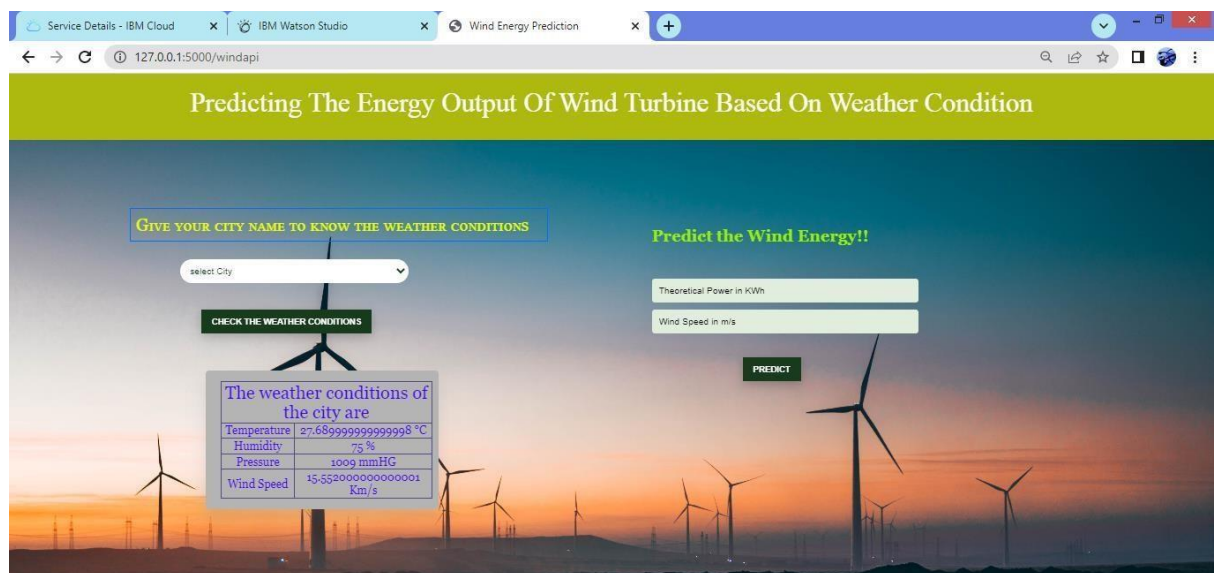 Service Details - IBM Cloud
IBM Watson Studio
Wind Energy Prediction
127.0.0.1:5000/windapi
Predicting The Energy Output Of Wind Turbine Based On Weather Condition
Give your city name to know the weather conditions
select City
CHECK THE WEATHER CONDITIONS
The weather conditions of
the city are
Temperature 27.689999999999998 °C
Humidity 75 %
Pressure 1009 mmHG
Wind Speed 15.552000000000001
Km/s
Predict the Wind Energy!!
Theoretical Power in KWh
Wind Speed in m/s
PREDICT